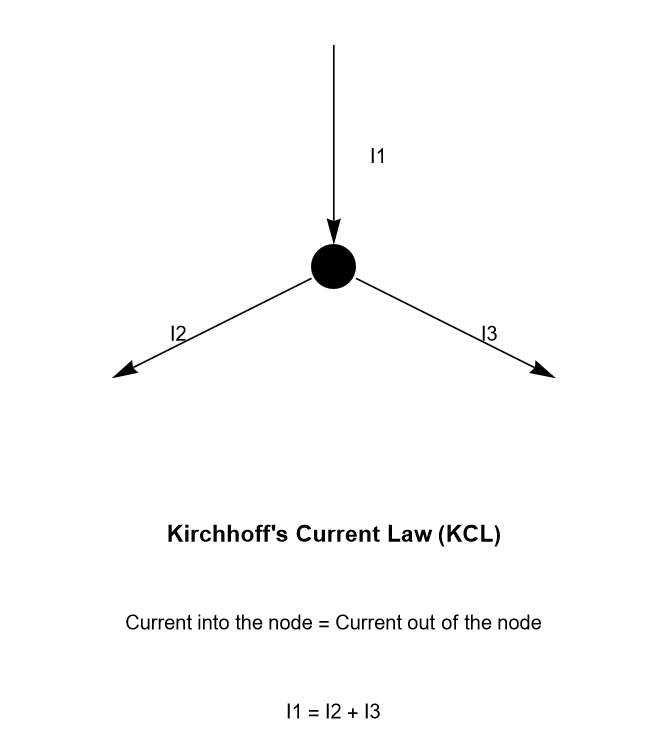 I1
I2
I3
Kirchhoff's Current Law (KCL)
Current into the node = Current out of the node
I1 = I2 + I3